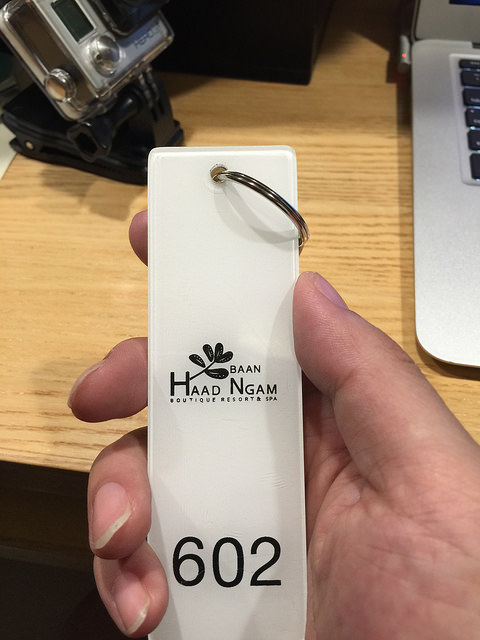 BAAN
HAAD NGAM
BOUTIQUE RESORT & SPA
602